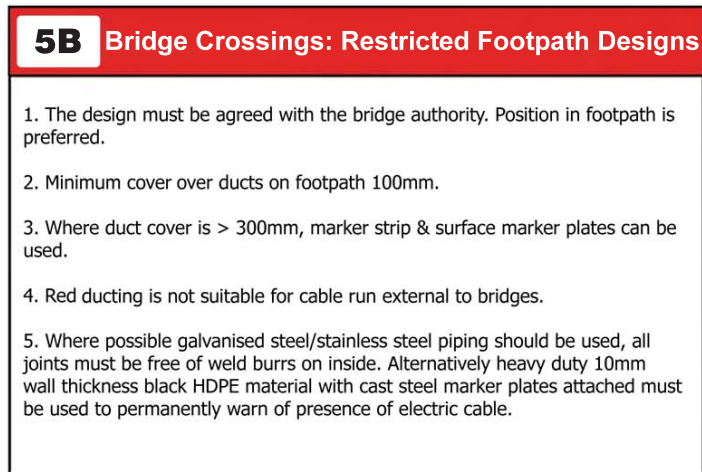 5B Bridge Crossings: Restricted Footpath Designs
1. The design must be agreed with the bridge authority. Position in footpath is
preferred.
2. Minimum cover over ducts on footpath 100mm.
3. Where duct cover is > 300mm, marker strip & surface marker plates can be
used.
4. Red ducting is not suitable for cable run external to bridges.
5. Where possible galvanised steel/stainless steel piping should be used, all
joints must be free of weld burrs on inside. Alternatively heavy duty 10mm
wall thickness black HDPE material with cast steel marker plates attached must
be used to permanently warn of presence of electric cable.